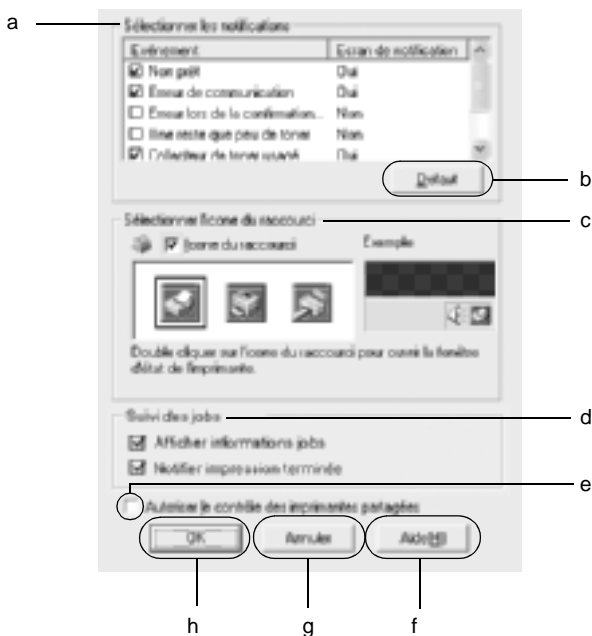 a
Sélectionner les notifications
Evénement Ecran de notification
Non prêt Oui
Erreur de communication Oui
Erreur lors de la confirmation... Non
Il ne reste que peu de toner Non
Collecteur de toner usagé Oui
Défaut
b
Sélectionner l'icone du raccourci
c
Icone du raccourci Exemple
Double cliquer sur l'icone du raccourci pour ouvrir la fenêtre
d'état de l'imprimante.
Suivi des jobs
d
Afficher informations jobs
Notifier impression terminée
e
Autoriser le contrôle des imprimantes partagées
OK Annuler Aide(H)
h g f